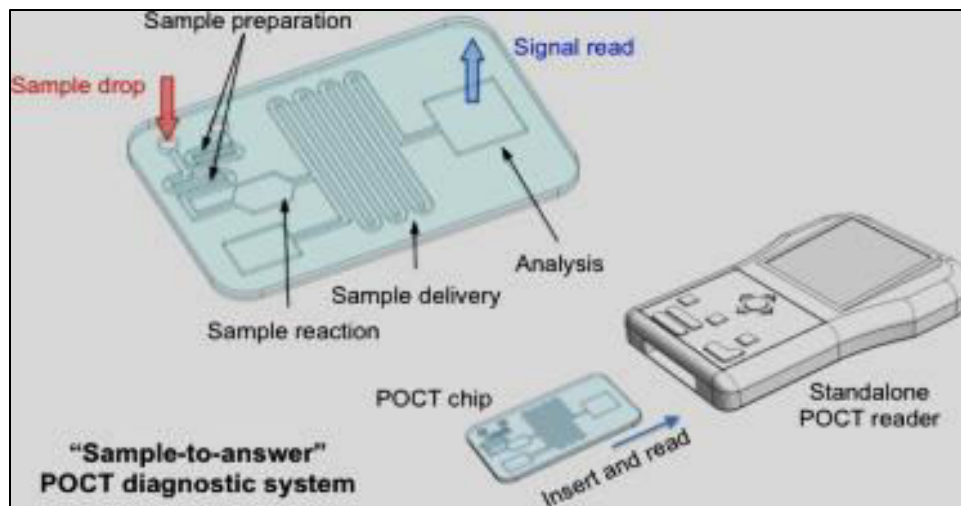 Sample preparation
Signal read
Sample drop
Analysis
Sample delivery
Sample reaction
POCT chip
Standalone
POCT reader
Insert and read
“Sample-to-answer”
POCT diagnostic system